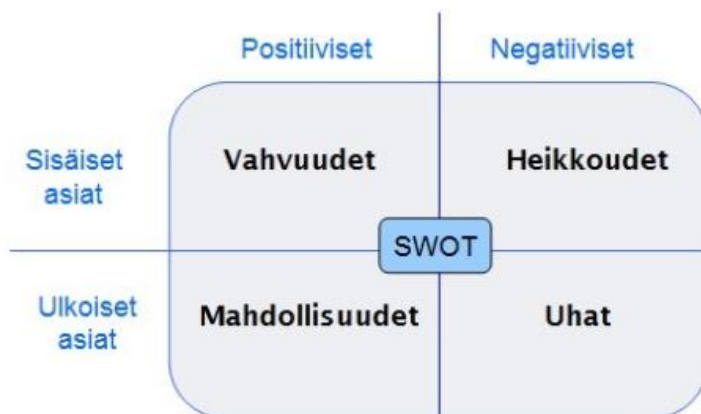 Positiiviset Negatiiviset
Sisäiset
asiat
Vahvuudet Heikkoudet
SWOT
Ulkoiset
asiat
Mahdollisuudet Uhat